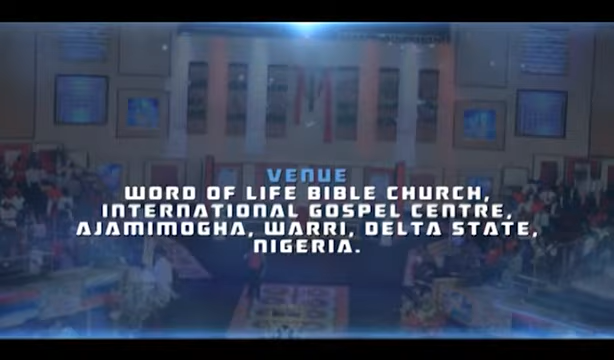 VENUE
WORD OF LIFE BIBLE CHURCH,
INTERNATIONAL GOSPEL CENTRE,
AJAMIMOGHA, WARRI, DELTA STATE,
NIGERIA.